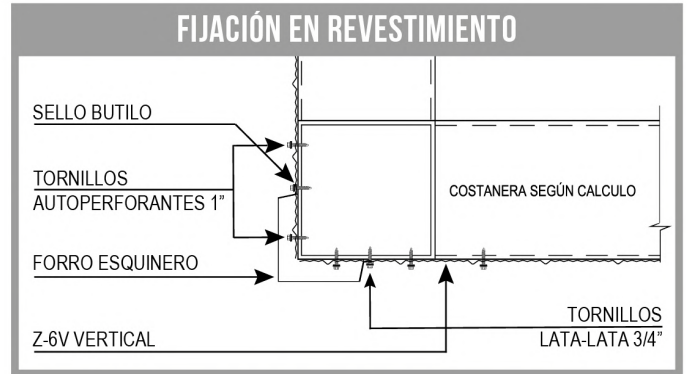 FIJACIÓN EN REVESTIMIENTO
SELLO BUTILO
TORNILLOS
AUTOPERFORANTES 1"
COSTANERA SEGÚN CALCULO
FORRO ESQUINERO
TORNILLOS
LATA-LATA 3/4"
Z-6V VERTICAL